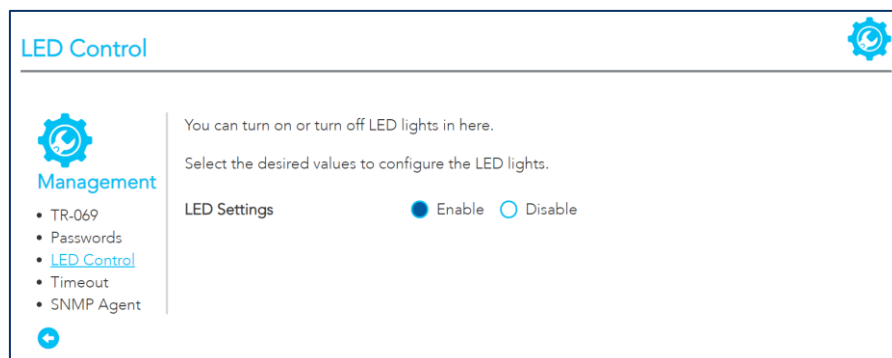 LED Control
Management
• TR-069
• Passwords
• LED Control
• Timeout
• SNMP Agent
You can turn on or turn off LED lights in here.
Select the desired values to configure the LED lights.
LED Settings Enable Disable